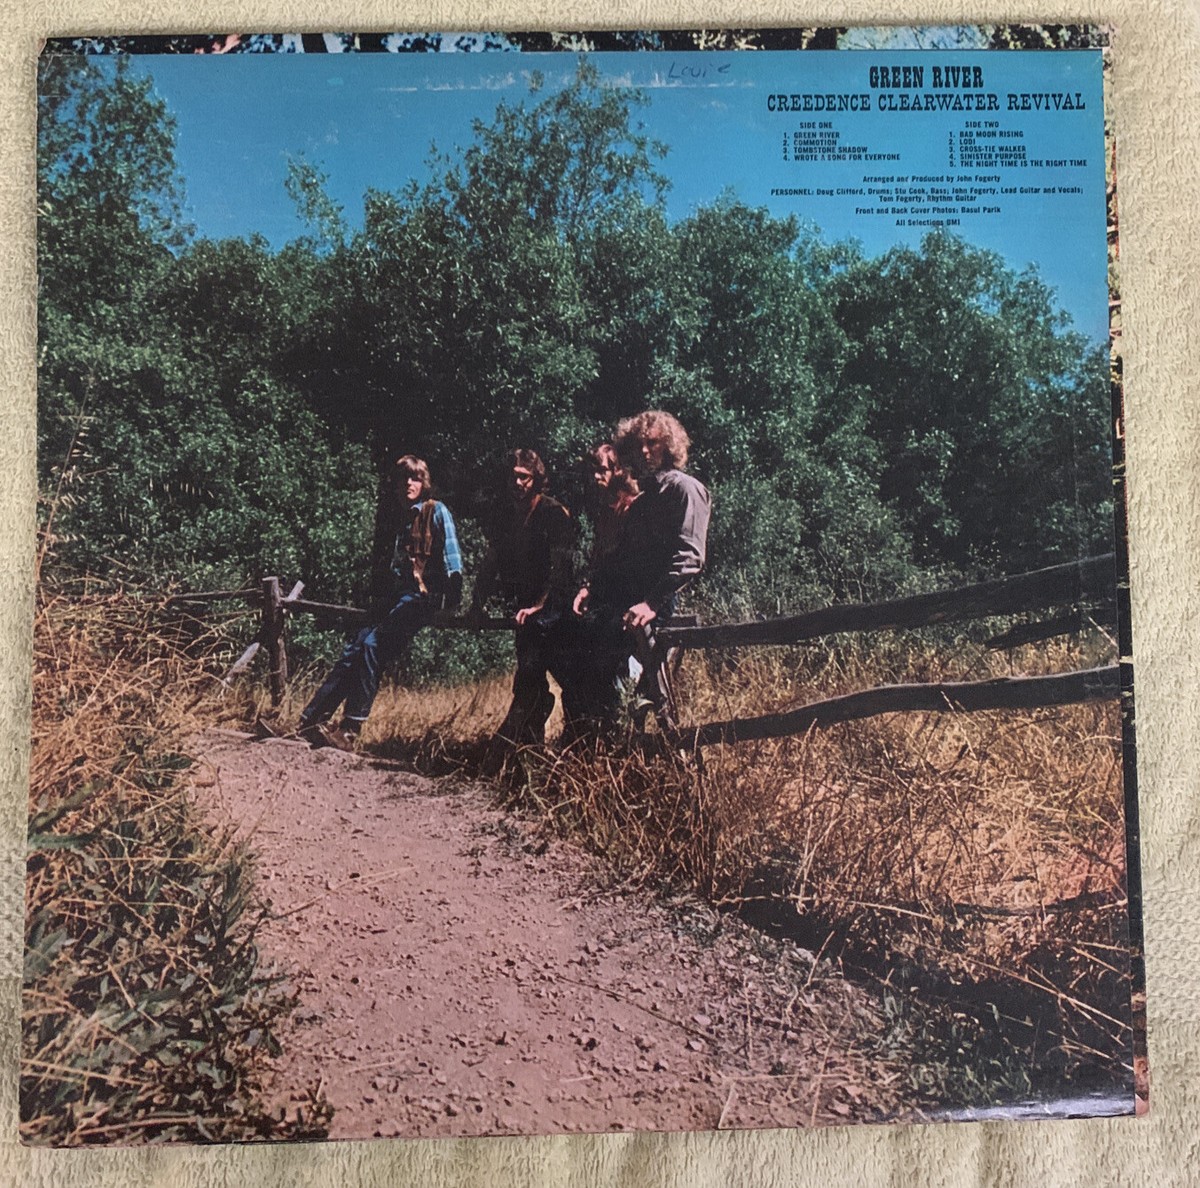 Louie
GREEN RIVER
CREEDENCE CLEARWATER REVIVAL
SIDE ONE
1. GREEN RIVER
2. COMMOTION
3. TOMBSTONE SHADOW
4. WROTE A SONG FOR EVERYONE
SIDE TWO
1. BAD MOON RISING
2. LODI
3. CROSS-TIE WALKER
4. SINISTER PURPOSE
5. THE NIGHT TIME IS THE RIGHT TIME
Arranged and Produced by John Fogerty
PERSONNEL: Doug Clifford, Drums; Stu Cook, Bass; John Fogerty, Lead Guitar and Vocals;
Tom Fogerty, Rhythm Guitar
Front and Back Cover Photos: Basul Parik
All Selections BMI